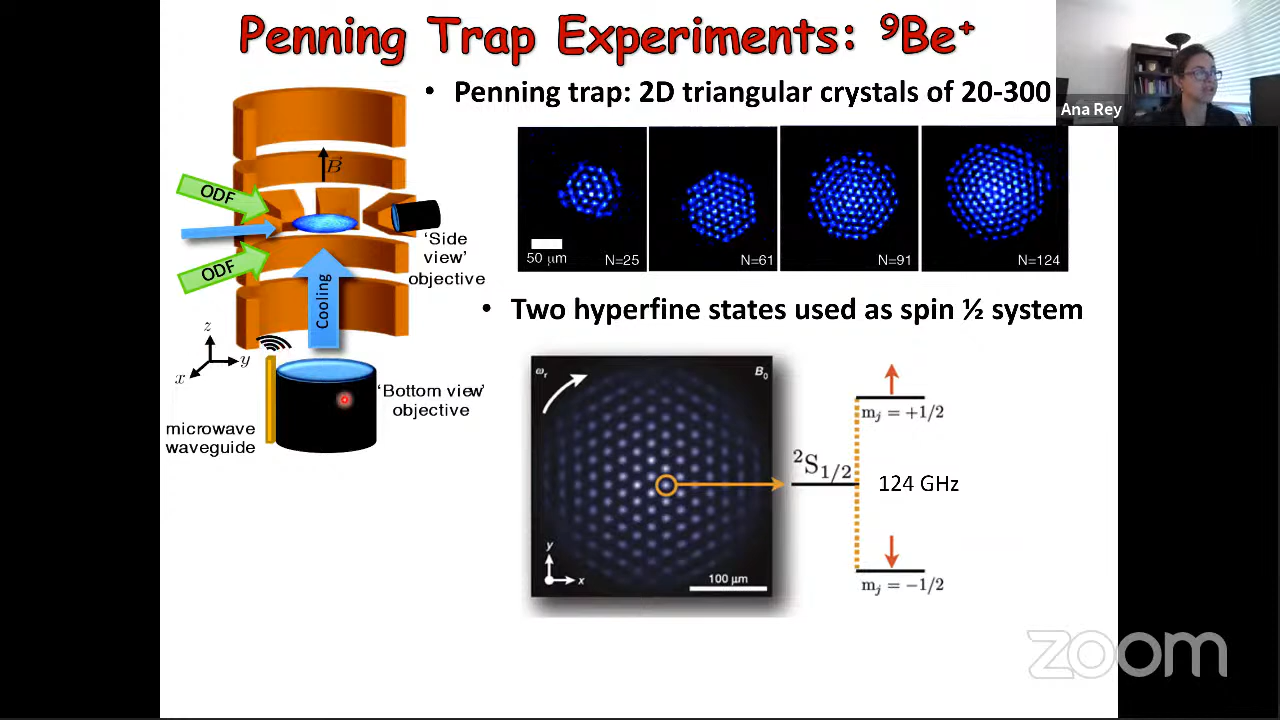 Penning Trap Experiments: ⁹Be⁺
• Penning trap: 2D triangular crystals of 20-300
Ana Rey
B⃗
ODF
ODF
Cooling
'Side
view'
objective
z
y
x
'Bottom view'
objective
microwave
waveguide
50 μm
N=25
N=61
N=91
N=124
• Two hyperfine states used as spin ½ system
ωr
B₀
y
x
100 μm
²S₁/₂
mⱼ = +1/2
124 GHz
mⱼ = −1/2
zoom